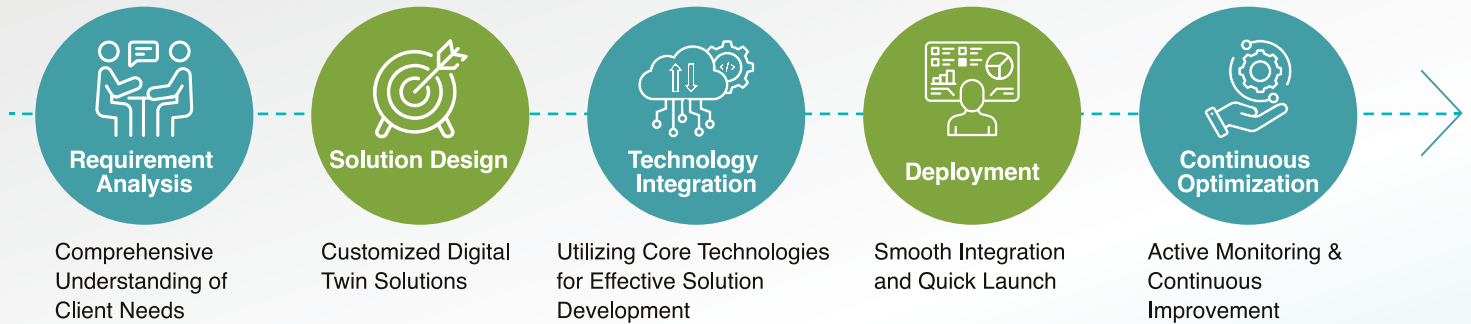 Requirement
Analysis
Comprehensive
Understanding of
Client Needs
Solution Design
Customized Digital
Twin Solutions
Technology
Integration
Utilizing Core Technologies
for Effective Solution
Development
Deployment
Smooth Integration
and Quick Launch
Continuous
Optimization
Active Monitoring &
Continuous
Improvement